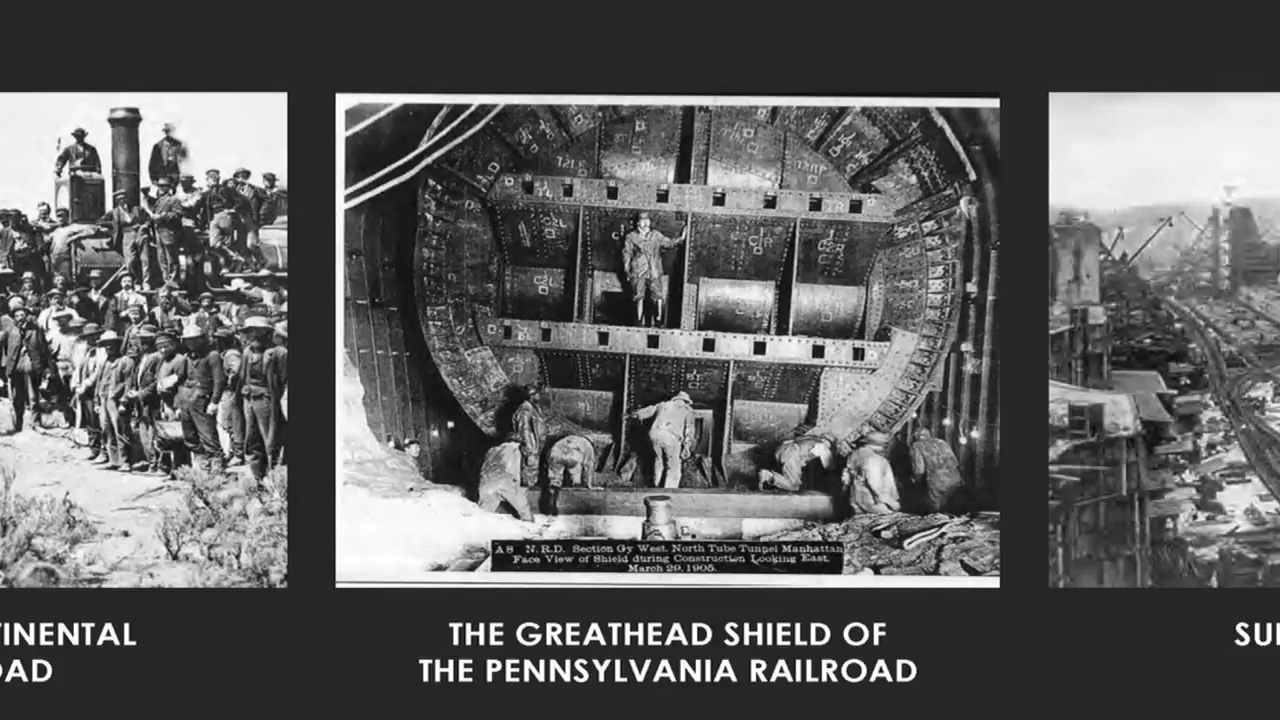 A 8 N.R.D. Section Gy West. North Tube Tunnel Manhattan
Face View of Shield during Construction Looking East.
March 29, 1905.
TINENTAL
OAD
THE GREATHEAD SHIELD OF
THE PENNSYLVANIA RAILROAD
SU